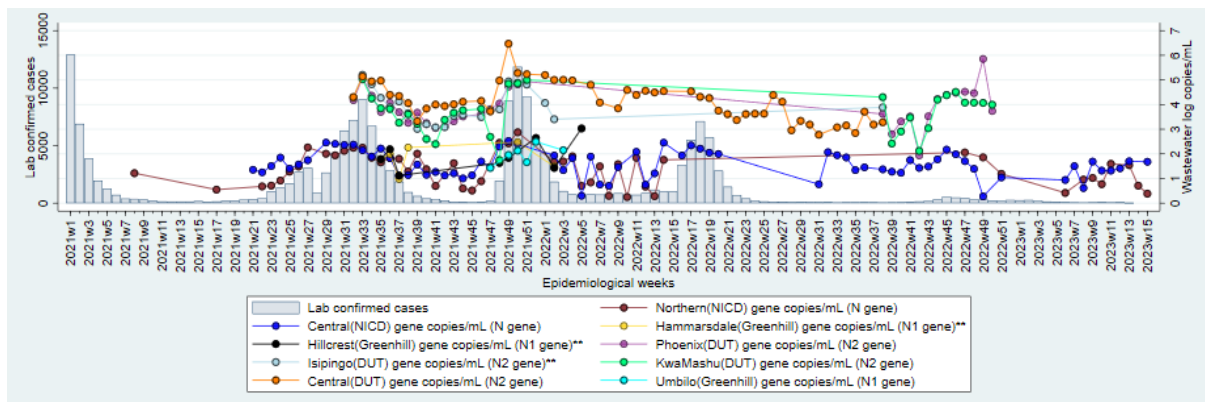 15000
10000
5000
0
Lab confirmed cases
7
6
5
4
3
2
1
0
Wastewater log copies/mL
2021w1
2021w3
2021w5
2021w7
2021w9
2021w11
2021w13
2021w15
2021w17
2021w19
2021w21
2021w23
2021w25
2021w27
2021w29
2021w31
2021w33
2021w35
2021w37
2021w39
2021w41
2021w43
2021w45
2021w47
2021w49
2021w51
2022w1
2022w3
2022w5
2022w7
2022w9
2022w11
2022w13
2022w15
2022w17
2022w19
2022w21
2022w23
2022w25
2022w27
2022w29
2022w31
2022w33
2022w35
2022w37
2022w39
2022w40
2022w42
2022w44
2022w47
2022w49
2022w51
2023w1
2023w3
2023w5
2023w7
2023w9
2023w11
2023w13
2023w15
Epidemiological weeks
Lab confirmed cases
Northern(NICD) gene copies/mL (N gene)
Central(NICD) gene copies/mL (N gene)
Hammarsdale(Greenhill) gene copies/mL (N1 gene)**
Hillcrest(Greenhill) gene copies/mL (N1 gene)**
Phoenix(DUT) gene copies/mL (N2 gene)
Isipingo(DUT) gene copies/mL (N2 gene)**
KwaMashu(DUT) gene copies/mL (N2 gene)
Central(DUT) gene copies/mL (N2 gene)
Umbilo(Greenhill) gene copies/mL (N1 gene)